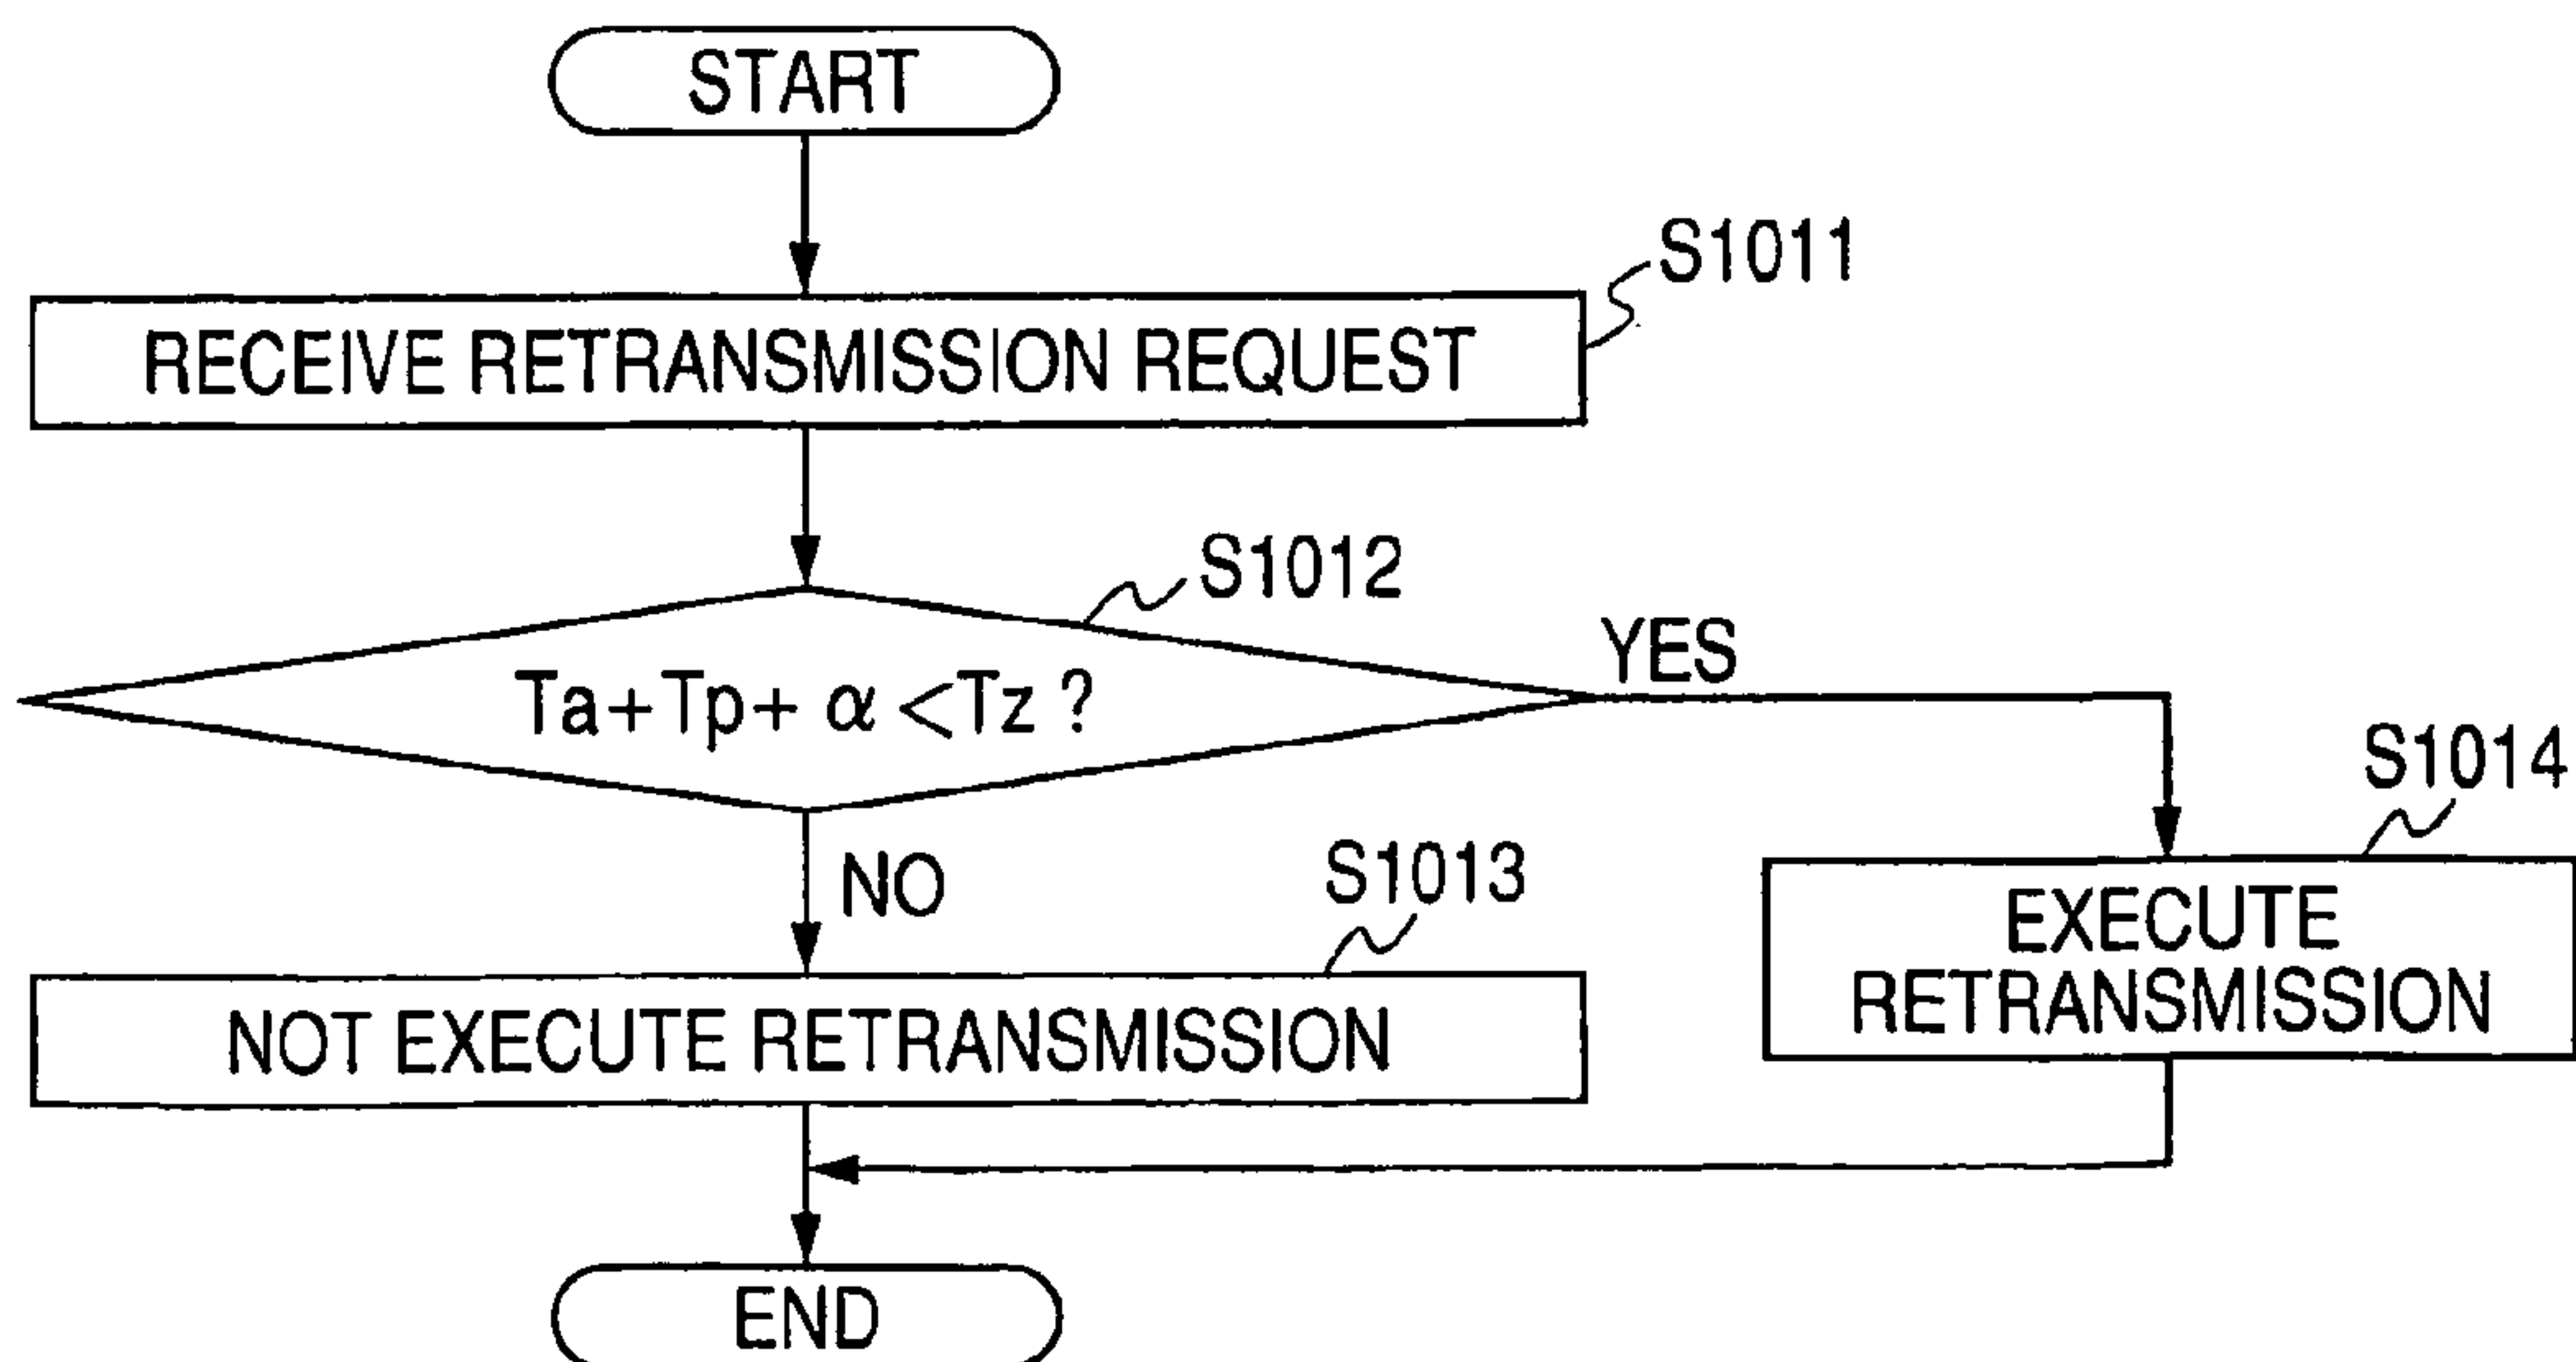 START
S1011
RECEIVE RETRANSMISSION REQUEST
S1012
Ta+Tp+ α <Tz ?
YES
S1014
NO
S1013
EXECUTE
RETRANSMISSION
NOT EXECUTE RETRANSMISSION
END